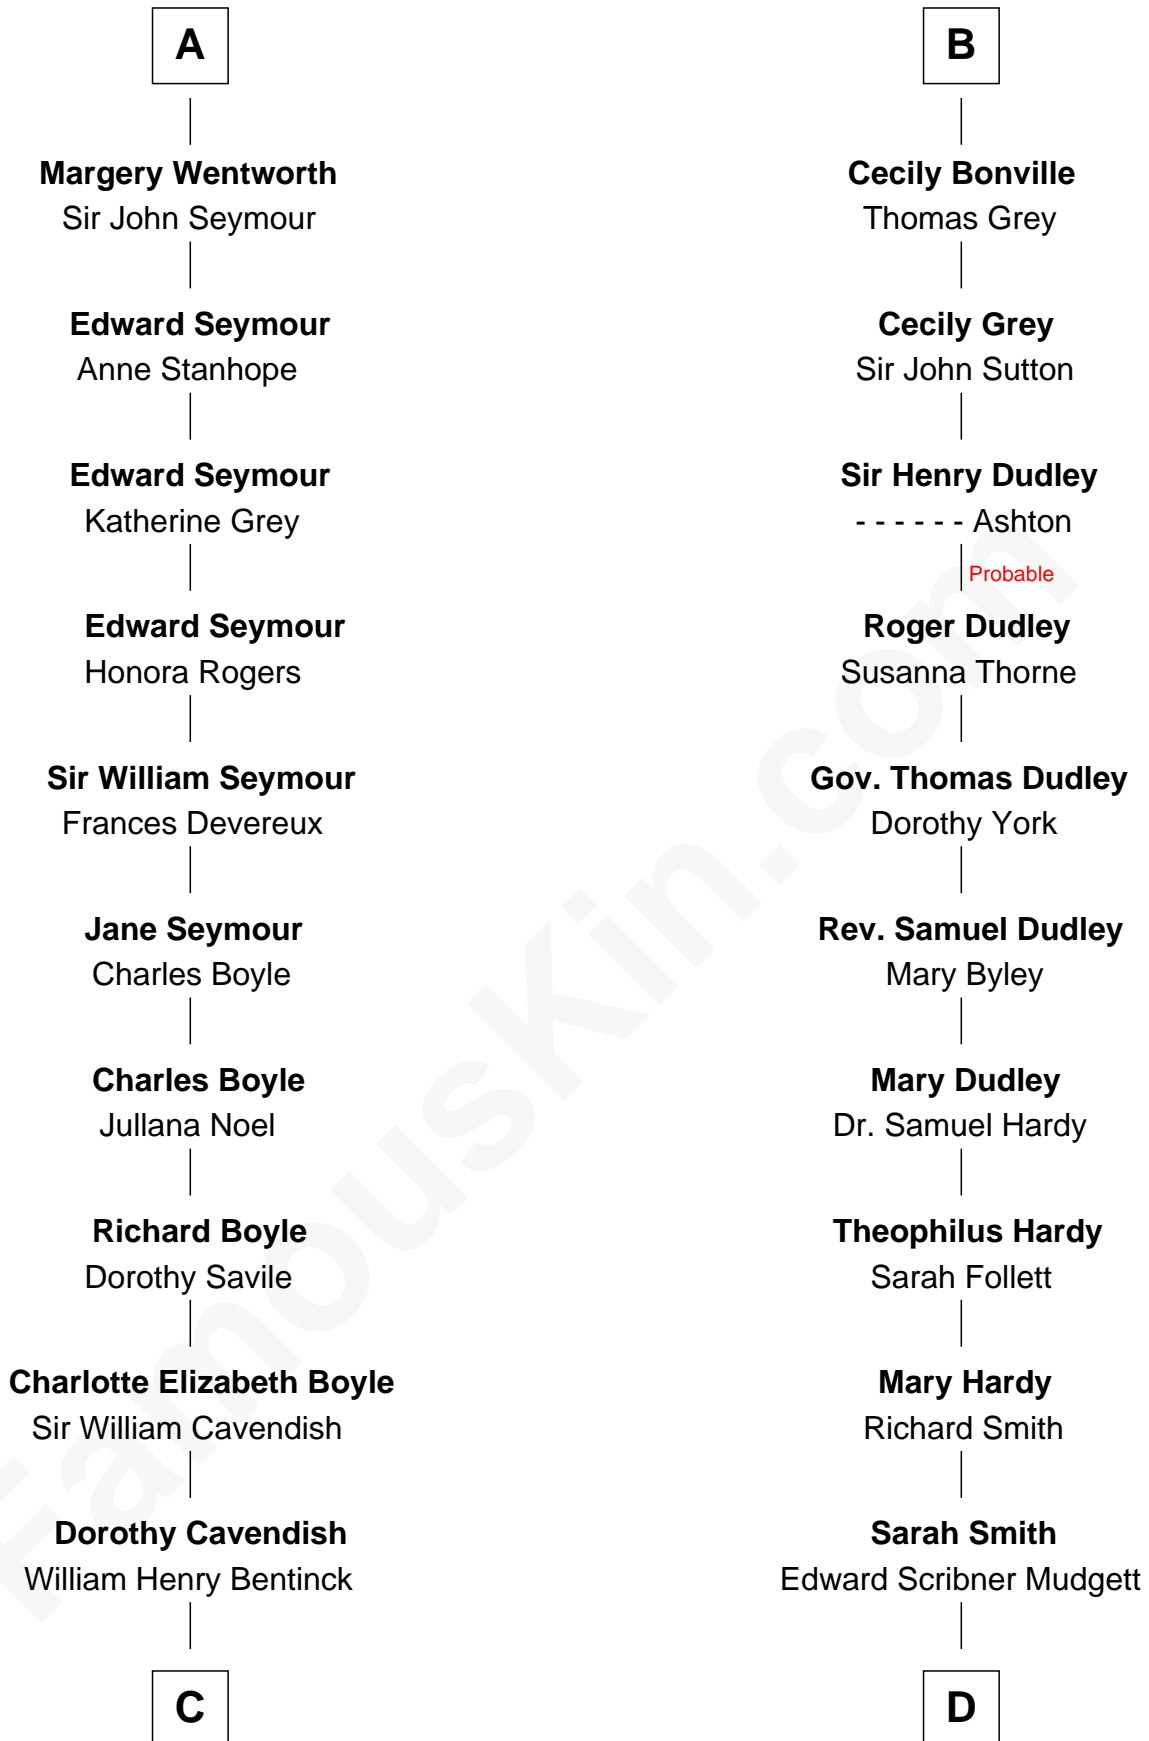 A
Margery Wentworth
Sir John Seymour
Edward Seymour
Anne Stanhope
Edward Seymour
Katherine Grey
Edward Seymour
Honora Rogers
Sir William Seymour
Frances Devereux
Jane Seymour
Charles Boyle
Charles Boyle
Jullana Noel
Richard Boyle
Dorothy Savile
Charlotte Elizabeth Boyle
Sir William Cavendish
Dorothy Cavendish
William Henry Bentinck
C
B
Cecily Bonville
Thomas Grey
Cecily Grey
Sir John Sutton
Sir Henry Dudley
- - - - - - Ashton
Probable
Roger Dudley
Susanna Thorne
Gov. Thomas Dudley
Dorothy York
Rev. Samuel Dudley
Mary Byley
Mary Dudley
Dr. Samuel Hardy
Theophilus Hardy
Sarah Follett
Mary Hardy
Richard Smith
Sarah Smith
Edward Scribner Mudgett
D
FamousKin.com